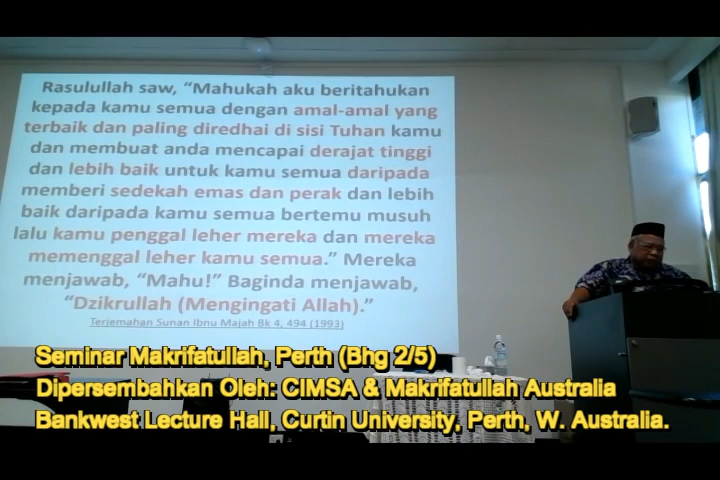 Rasulullah saw, “Mahukah aku beritahukan
kepada kamu semua dengan amal-amal yang
terbaik dan paling diredhai di sisi Tuhan kamu
dan membuat anda mencapai derajat tinggi
dan lebih baik untuk kamu semua daripada
memberi sedekah emas dan perak dan lebih
baik daripada kamu semua bertemu musuh
lalu kamu penggal leher mereka dan mereka
memenggal leher kamu semua.” Mereka
menjawab, “Mahu!” Baginda menjawab,
“Dzikrullah (Mengingati Allah).”
Terjemahan Sunan Ibnu Majah Bk 4, 494 (1993)
Seminar Makrifatullah, Perth (Bhg 2/5)
Dipersembahkan Oleh: CIMSA & Makrifatullah Australia
Bankwest Lecture Hall, Curtin University, Perth, W. Australia.